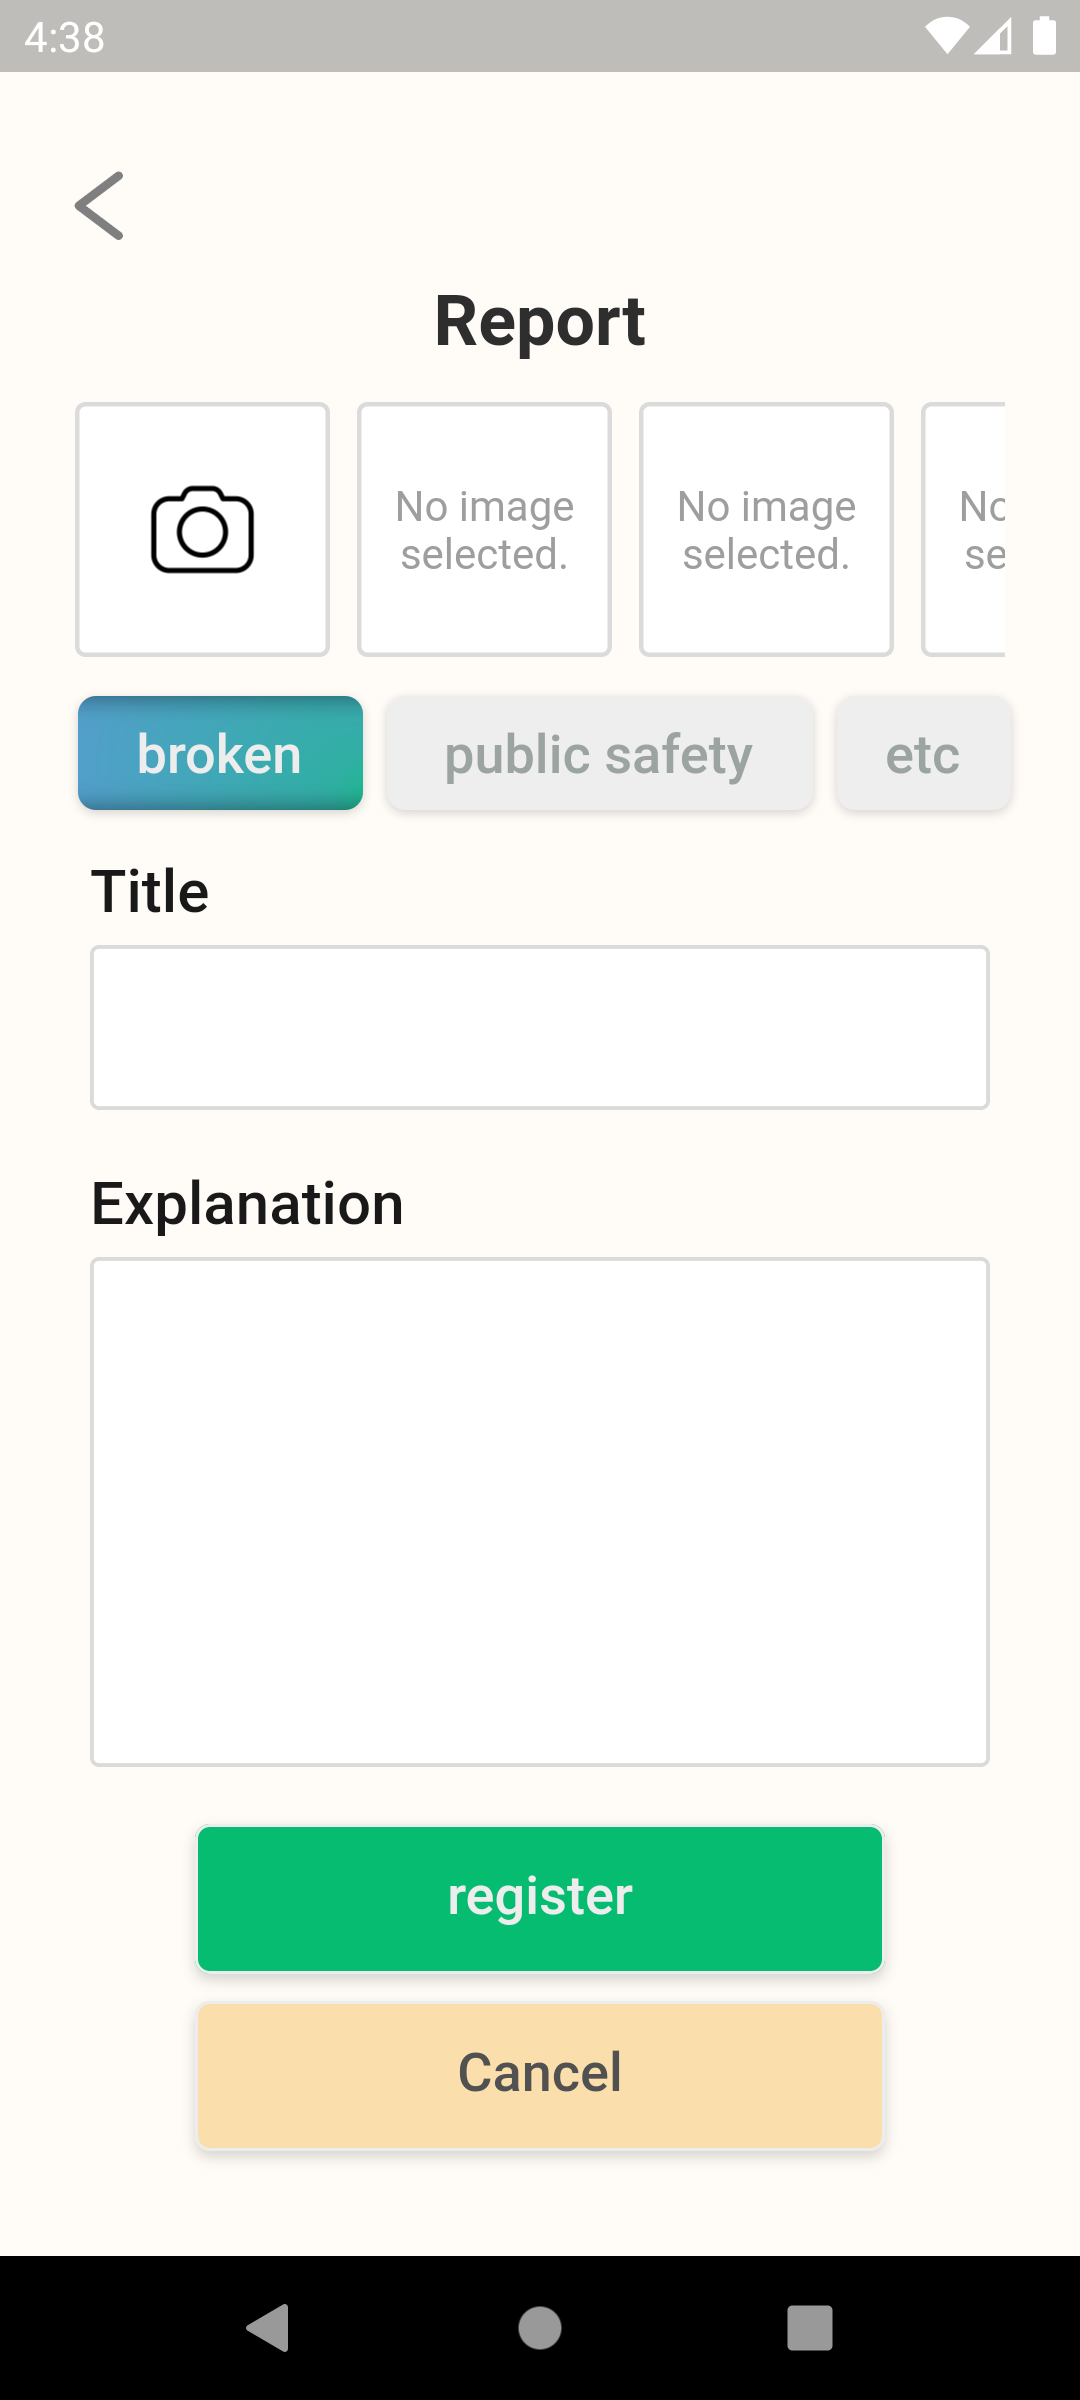 4:38
Report
No image
selected.
No image
selected.
No
se
broken
public safety
etc
Title
Explanation
register
Cancel